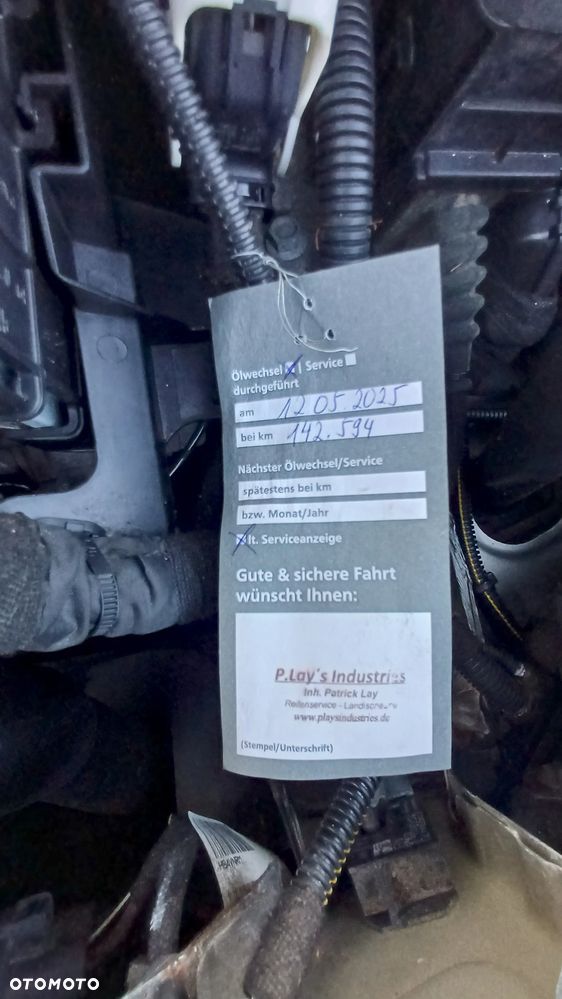 Ölwechsel | Service
durchgeführt
am 12.05.2025
bei km 142.594
Nächster Ölwechsel/Service
spätestens bei km
bzw. Monat/Jahr
lt. Serviceanzeige
Gute & sichere Fahrt
wünscht Ihnen:
P.Lay´s Industries
Inh. Patrick Lay
Reifenservice -
www.playsindustries.de
(Stempel/Unterschrift)
OTOMOTO